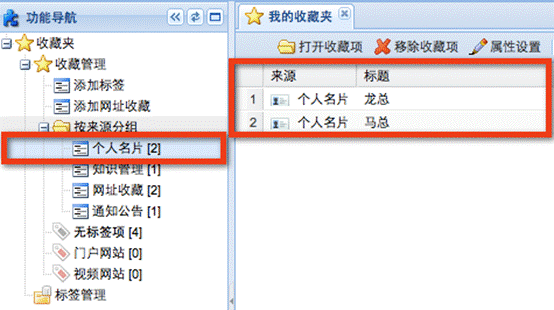 功能导航
收藏夹
收藏管理
添加标签
添加网址收藏
按来源分组
个人名片 [2]
知识管理 [1]
网址收藏 [2]
通知公告 [1]
无标签项 [4]
门户网站 [0]
视频网站 [0]
标签管理
我的收藏夹
打开收藏项 移除收藏项 属性设置
来源 标题
1 个人名片 龙总
2 个人名片 马总